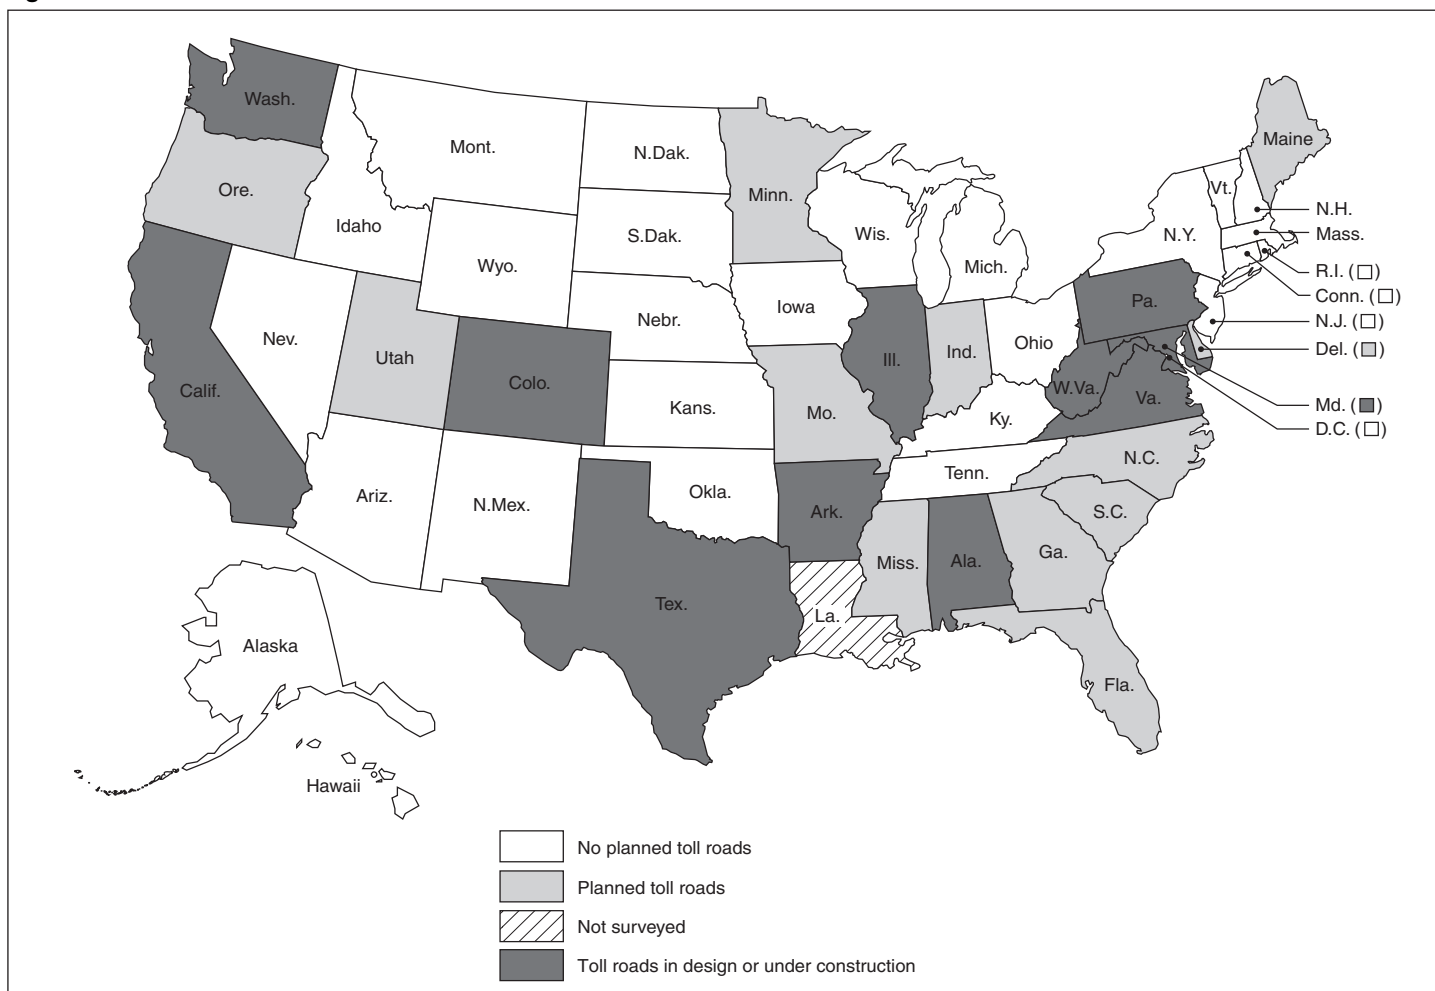 Wash.
Maine
Mont.
N.Dak.
Ore.
Minn.
Vt.
N.H.
Idaho
S.Dak.
Wis.
N.Y.
Mass.
Wyo.
Mich.
R.I. (□)
Conn. (□)
Pa.
Nebr.
Iowa
N.J. (□)
Nev.
Utah
Ill.
Ind.
Ohio
Del. (□)
Calif.
Colo.
W.Va.
Va.
Kans.
Mo.
Ky.
Md. (■)
D.C. (□)
N.C.
Tenn.
Ariz.
N.Mex.
Okla.
Ark.
S.C.
Miss.
Ala.
Ga.
Tex.
La.
Alaska
Fla.
Hawaii
No planned toll roads
Planned toll roads
Not surveyed
Toll roads in design or under construction